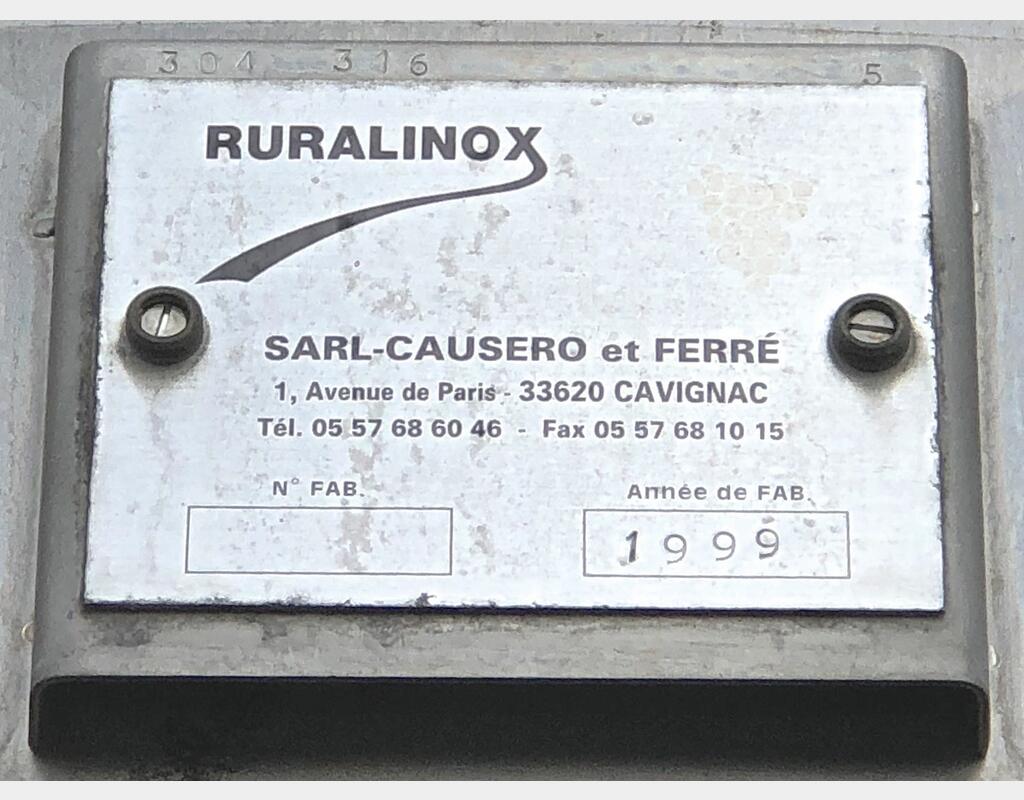 304 316 5
RURALINOX
SARL-CAUSERO et FERRÉ
1, Avenue de Paris - 33620 CAVIGNAC
Tél. 05 57 68 60 46 - Fax 05 57 68 10 15
N° FAB. Année de FAB.
1999